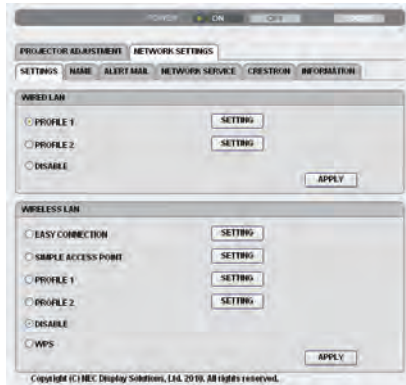 POWER ON OFF
PROJECTOR ADJUSTMENT NETWORK SETTINGS
SETTINGS NAME ALERT MAIL NETWORK SERVICE CRESTRON INFORMATION
WIRED LAN
PROFILE 1 SETTING
PROFILE 2 SETTING
DISABLE
APPLY
WIRELESS LAN
EASY CONNECTION SETTING
SIMPLE ACCESS POINT SETTING
PROFILE 1 SETTING
PROFILE 2 SETTING
DISABLE
WPS
APPLY
Copyright (C) NEC Display Solutions, Ltd. 2010. All rights reserved.